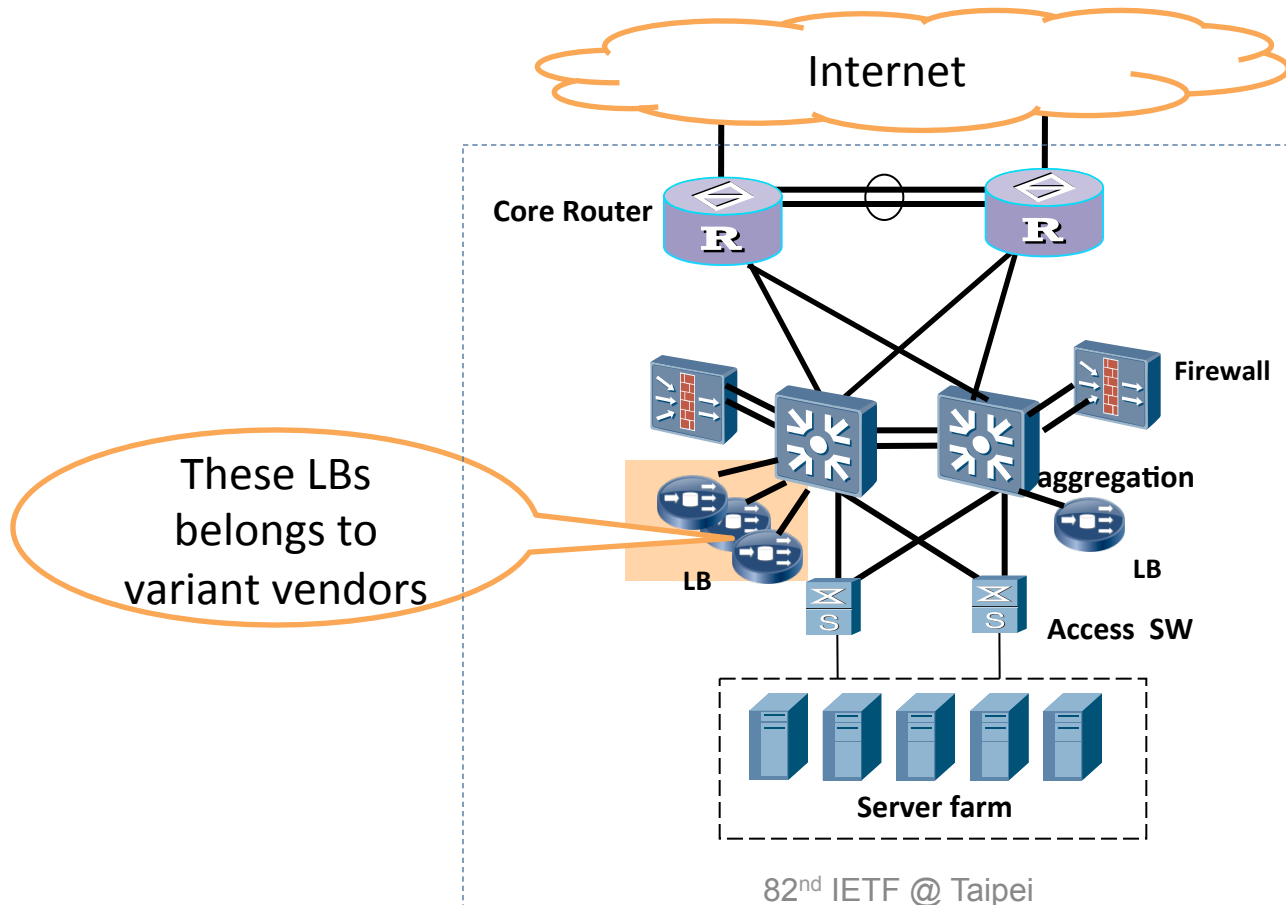 Internet
Core Router
R
R
Firewall
These LBs
belongs to
variant vendors
aggregation
LB
LB
S
S
Access SW
Server farm
82nd IETF @ Taipei